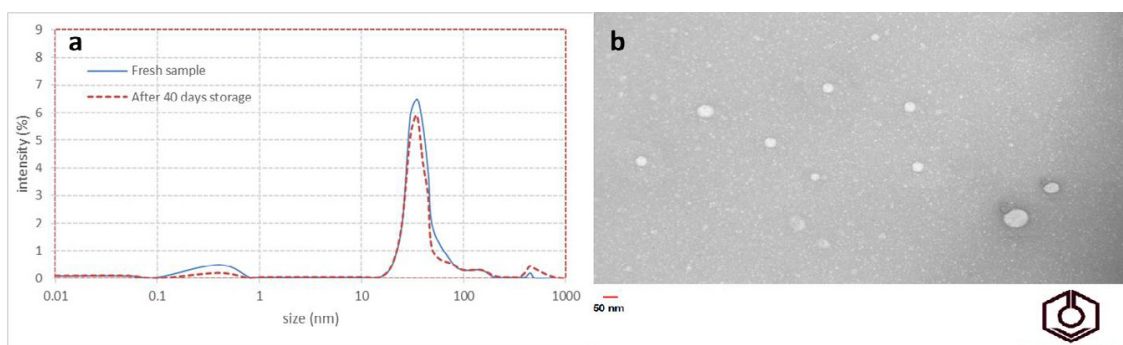 a
Fresh sample
After 40 days storage
intensity (%)
9
8
7
6
5
4
3
2
1
0
0.01 0.1 1 10 100 1000
size (nm)
b
50 nm